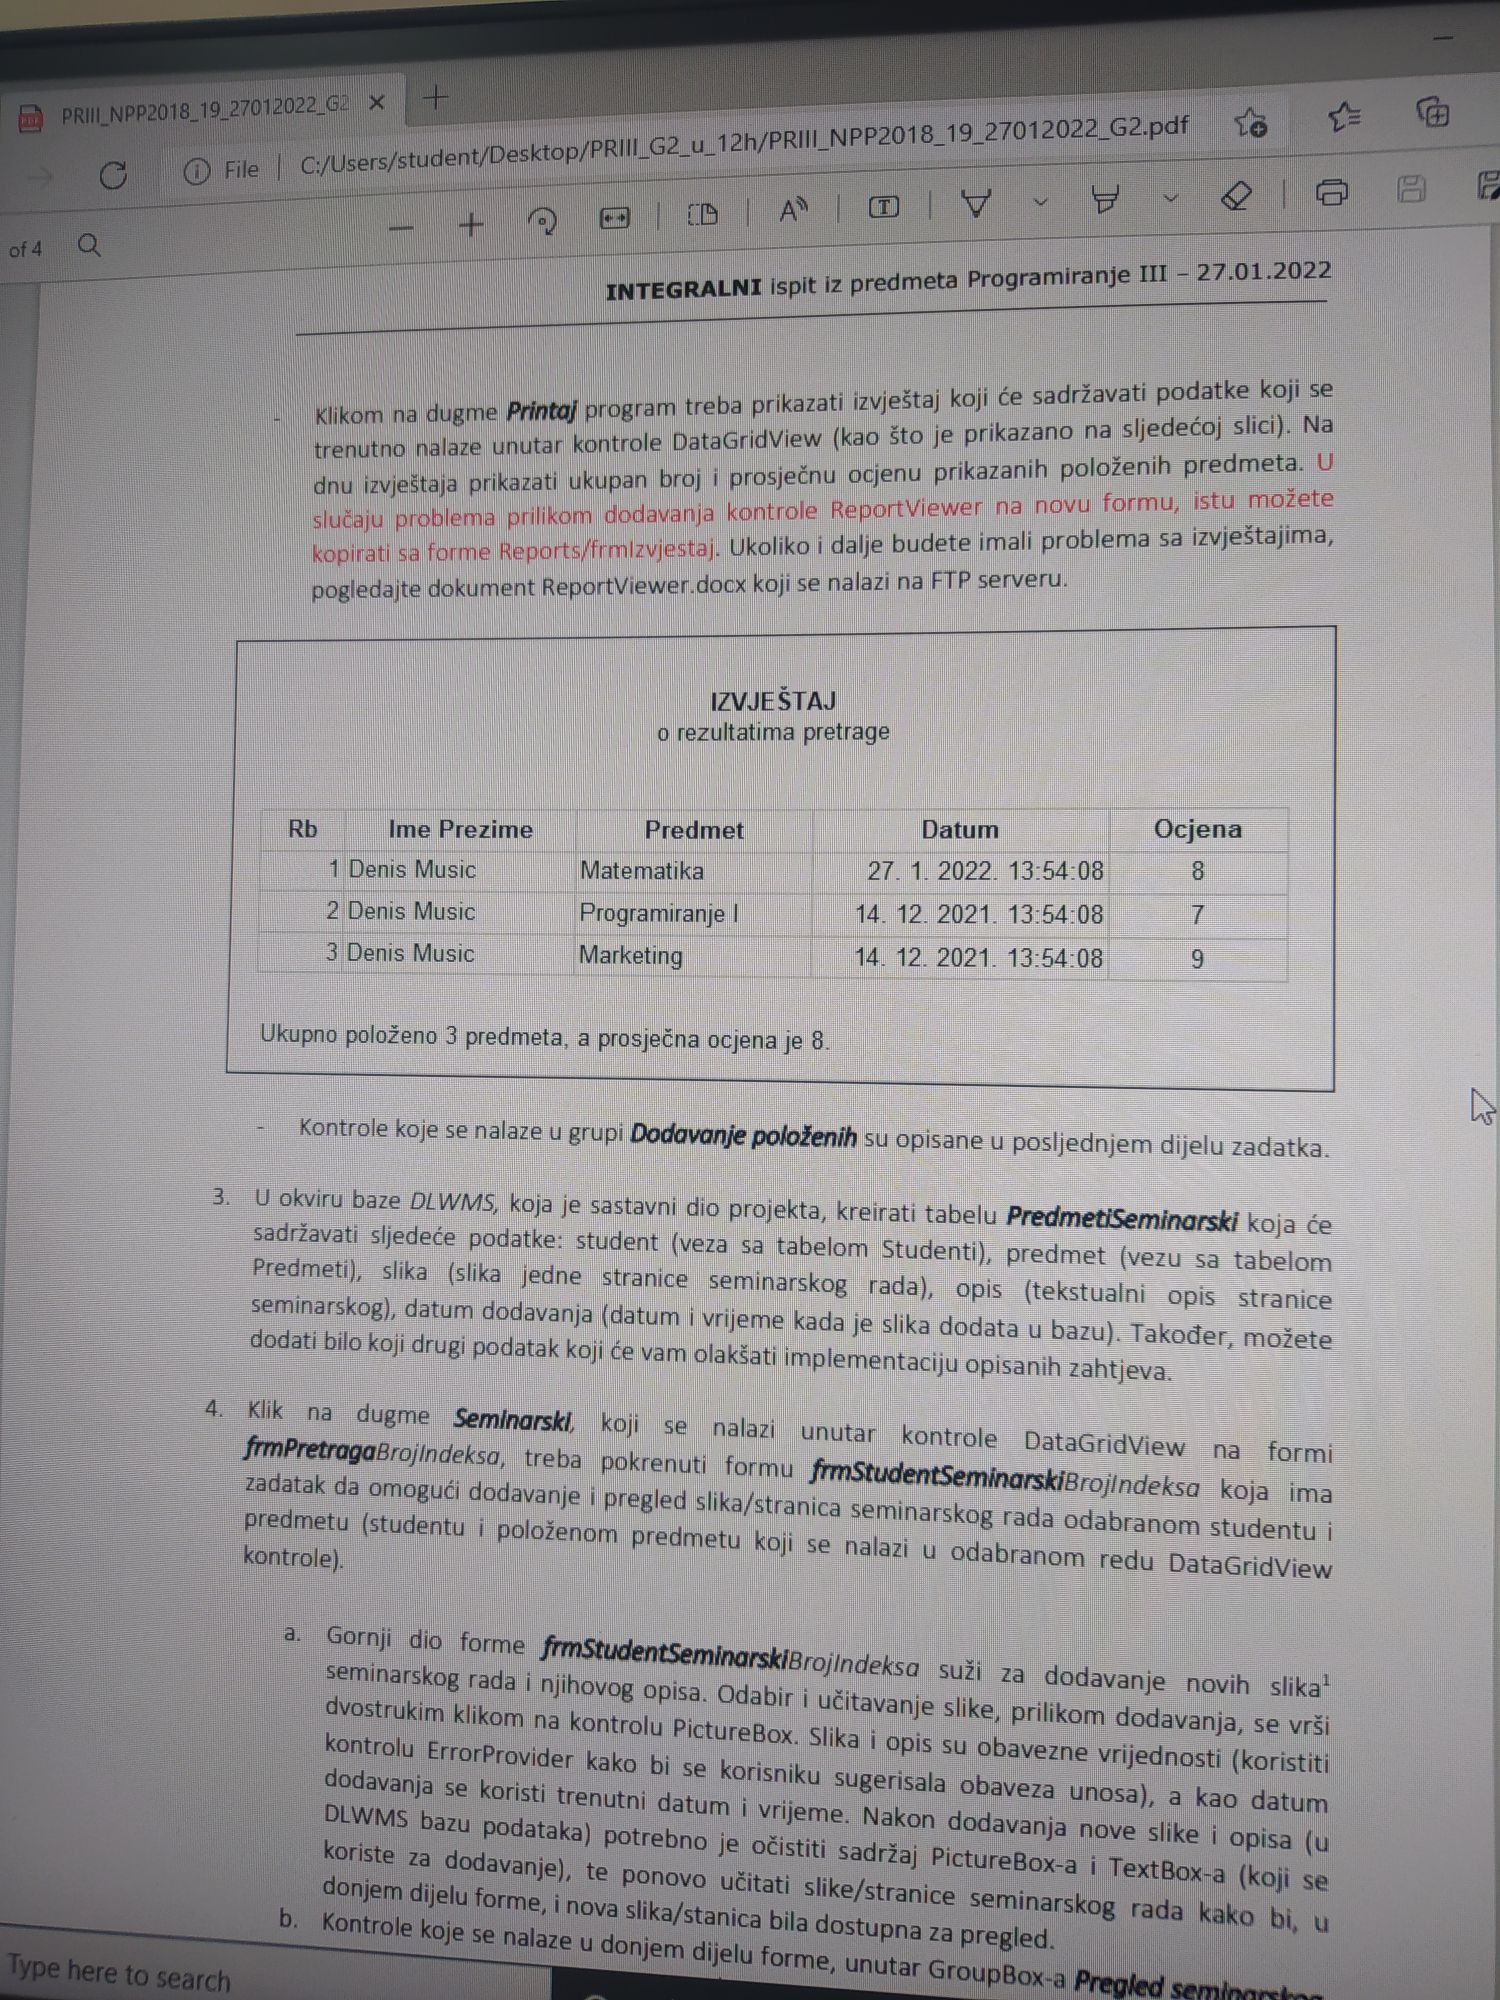 PRIII_NPP2018_19_27012022_G2
File
C:/Users/student/Desktop/PRIII_G2_u_12h/PRIII_NPP2018_19_27012022_G2.pdf
of 4
INTEGRALNI ispit iz predmeta Programiranje III – 27.01.2022
- Klikom na dugme Printaj program treba prikazati izvještaj koji će sadržavati podatke koji se
trenutno nalaze unutar kontrole DataGridView (kao što je prikazano na sljedećoj slici). Na
dnu izvještaja prikazati ukupan broj i prosječnu ocjenu prikazanih položenih predmeta. U
slučaju problema prilikom dodavanja kontrole ReportViewer na novu formu, istu možete
kopirati sa forme Reports/frmIzvjestaj. Ukoliko i dalje budete imali problema sa izvještajima,
pogledajte dokument ReportViewer.docx koji se nalazi na FTP serveru.
IZVJEŠTAJ
o rezultatima pretrage
Rb Ime Prezime Predmet Datum Ocjena
1 Denis Music Matematika 27. 1. 2022. 13:54:08 8
2 Denis Music Programiranje I 14. 12. 2021. 13:54:08 7
3 Denis Music Marketing 14. 12. 2021. 13:54:08 9
Ukupno položeno 3 predmeta, a prosječna ocjena je 8.
- Kontrole koje se nalaze u grupi Dodavanje položenih su opisane u posljednjem dijelu zadatka.
3. U okviru baze DLWMS, koja je sastavni dio projekta, kreirati tabelu PredmetiSeminarski koja će
sadržavati sljedeće podatke: student (veza sa tabelom Studenti), predmet (vezu sa tabelom
Predmeti), slika (slika jedne stranice seminarskog rada), opis (tekstualni opis stranice
seminarskog), datum dodavanja (datum i vrijeme kada je slika dodata u bazu). Također, možete
dodati bilo koji drugi podatak koji će vam olakšati implementaciju opisanih zahtjeva.
4. Klik na dugme Seminarski, koji se nalazi unutar kontrole DataGridView na formi
frmPretragaBrojIndeksa, treba pokrenuti formu frmStudentSeminarskiBrojIndeksa koja ima
zadatak da omogući dodavanje i pregled slika/stranica seminarskog rada odabranom studentu i
predmetu (studentu i položenom predmetu koji se nalazi u odabranom redu DataGridView
kontrole).
a. Gornji dio forme frmStudentSeminarskiBrojIndeksa suži za dodavanje novih slika1
seminarskog rada i njihovog opisa. Odabir i učitavanje slike, prilikom dodavanja, se vrši
dvostrukim klikom na kontrolu PictureBox. Slika i opis su obavezne vrijednosti (koristiti
kontrolu ErrorProvider kako bi se korisniku sugerisala obaveza unosa), a kao datum
dodavanja se koristi trenutni datum i vrijeme. Nakon dodavanja nove slike i opisa (u
DLWMS bazu podataka) potrebno je očistiti sadržaj PictureBox-a i TextBox-a (koji se
koriste za dodavanje), te ponovo učitati slike/stranice seminarskog rada kako bi, u
donjem dijelu forme, i nova slika/stanica bila dostupna za pregled.
b. Kontrole koje se nalaze u donjem dijelu forme, unutar GroupBox-a Pregled seminarskog
Type here to search